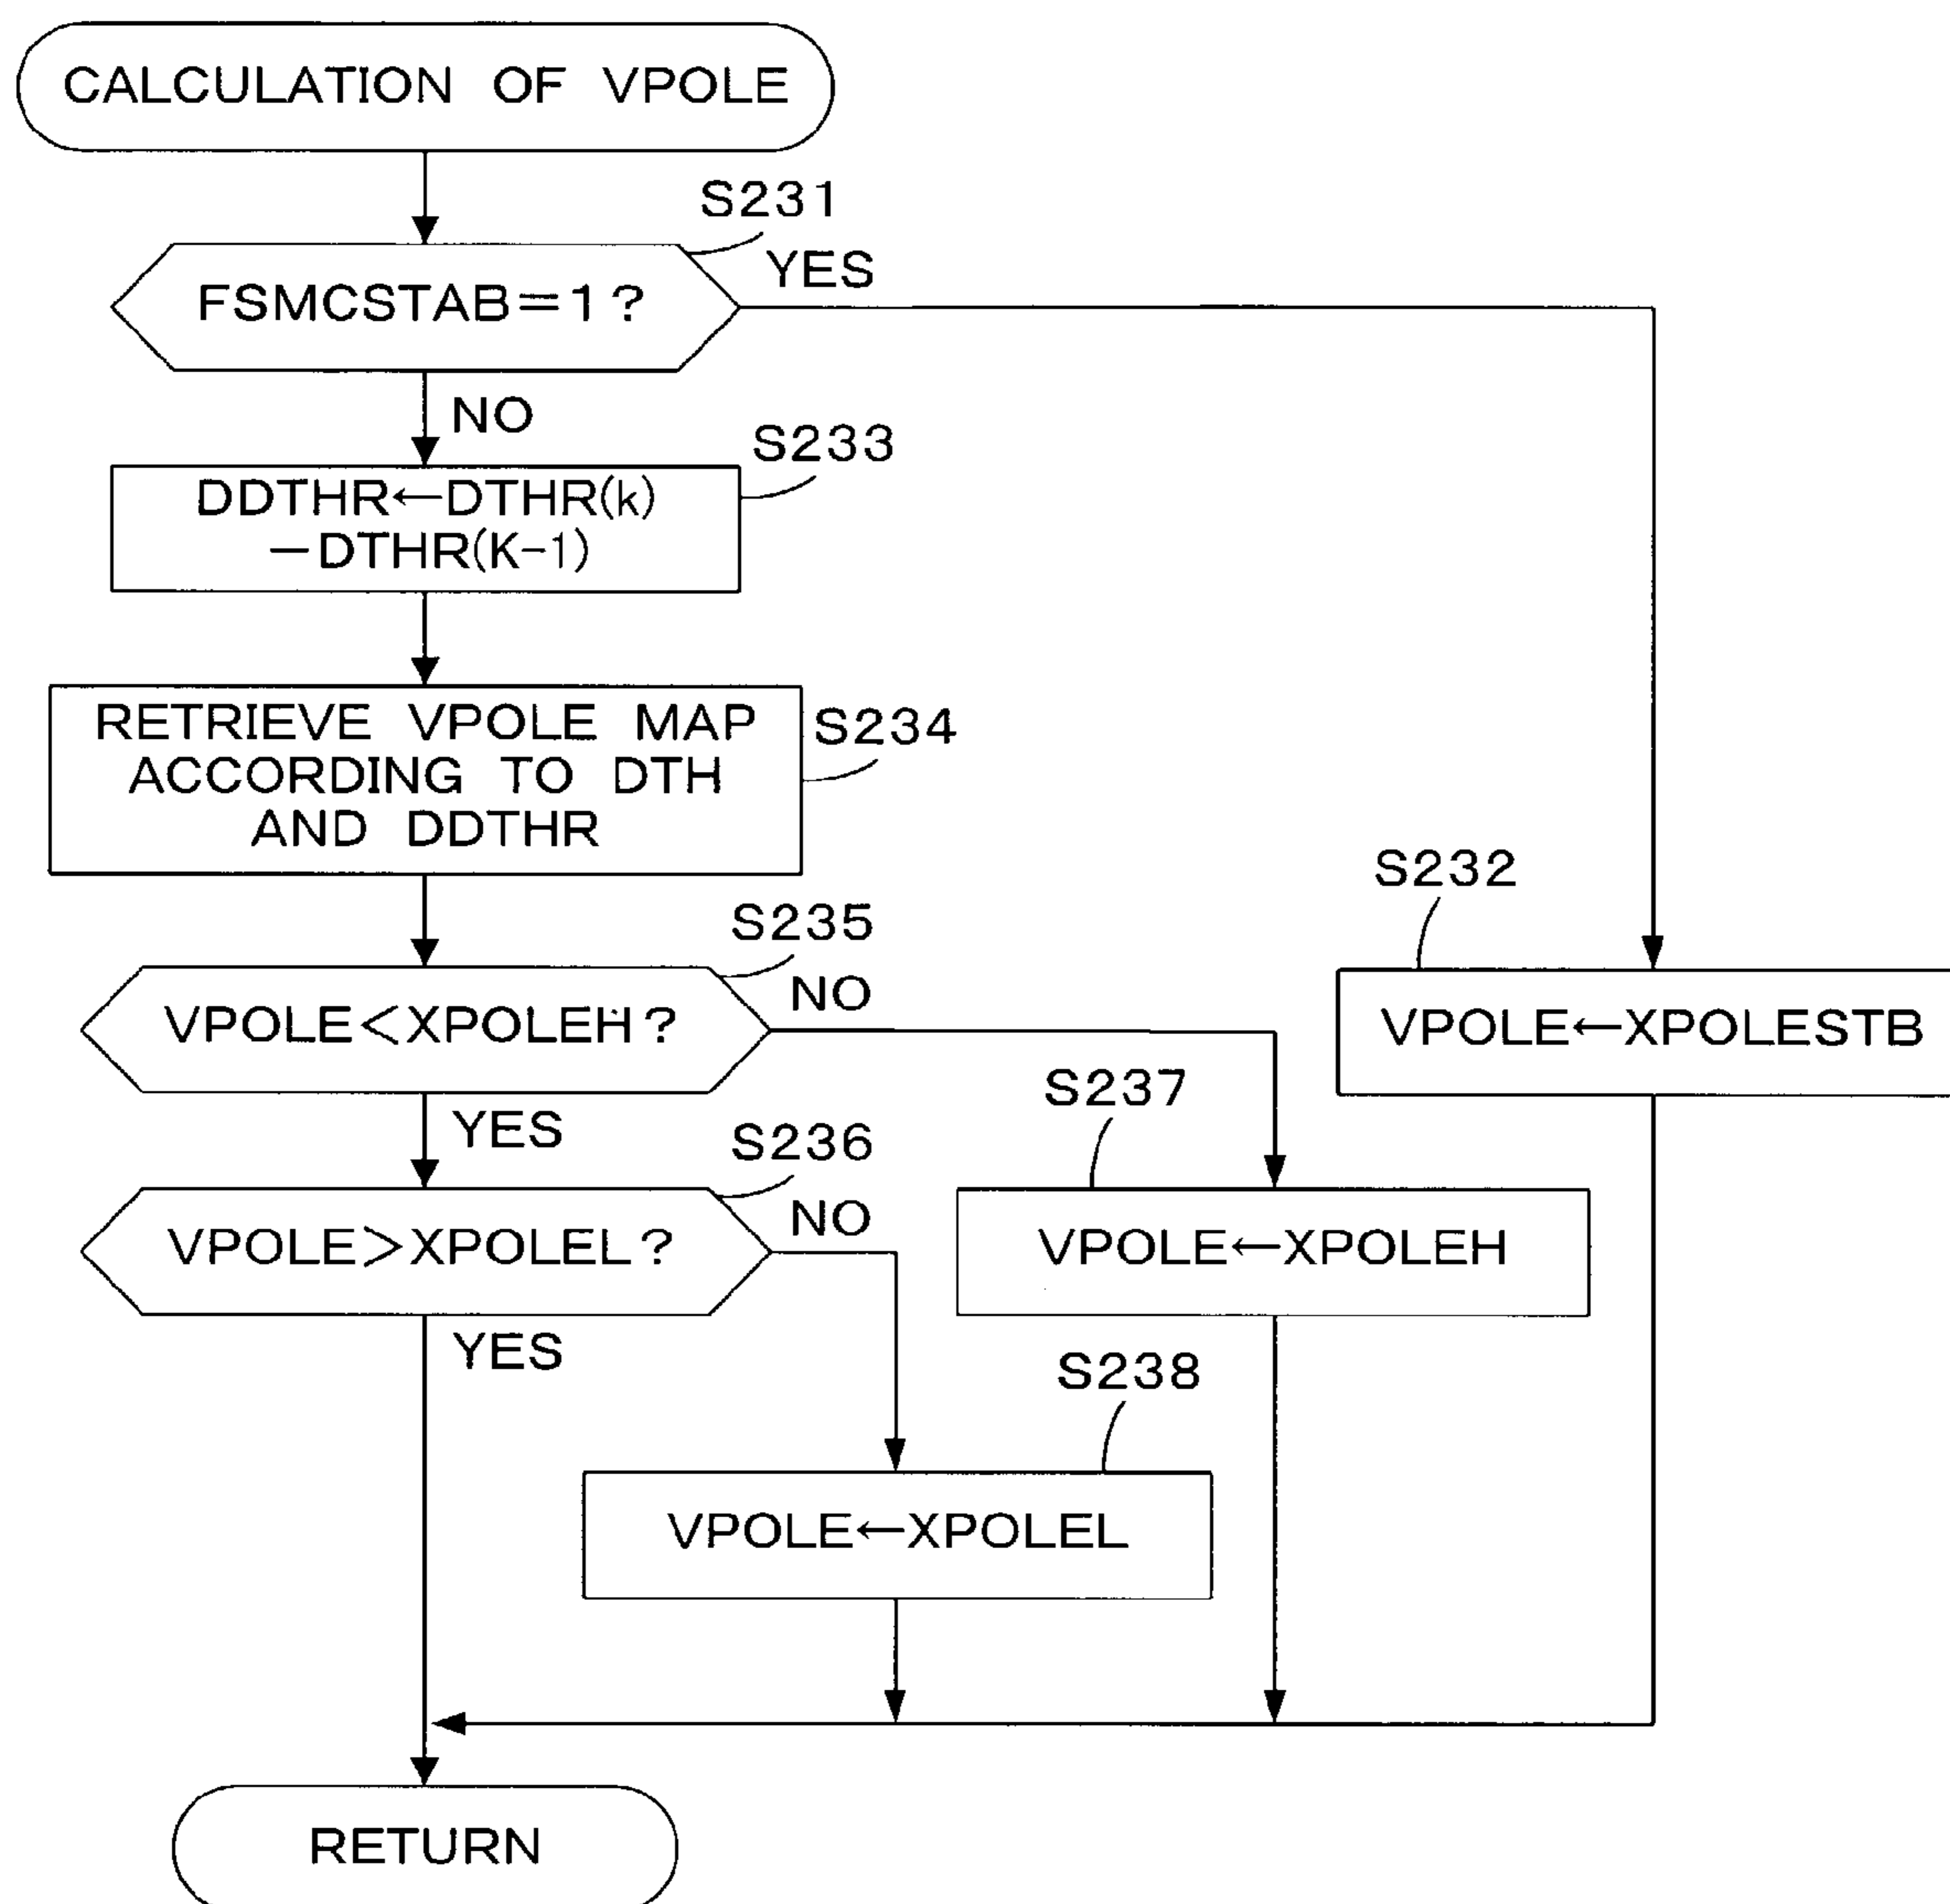 CALCULATION OF VPOLE
S231
FSMCSTAB=1?
YES
NO
S233
DDTHR←DTHR(k)
−DTHR(K−1)
RETRIEVE VPOLE MAP
ACCORDING TO DTH
AND DDTHR
S234
S232
VPOLE←XPOLESTB
S235
VPOLE<XPOLEH?
NO
YES
S237
VPOLE←XPOLEH
S236
VPOLE>XPOLEL?
NO
YES
S238
VPOLE←XPOLEL
RETURN